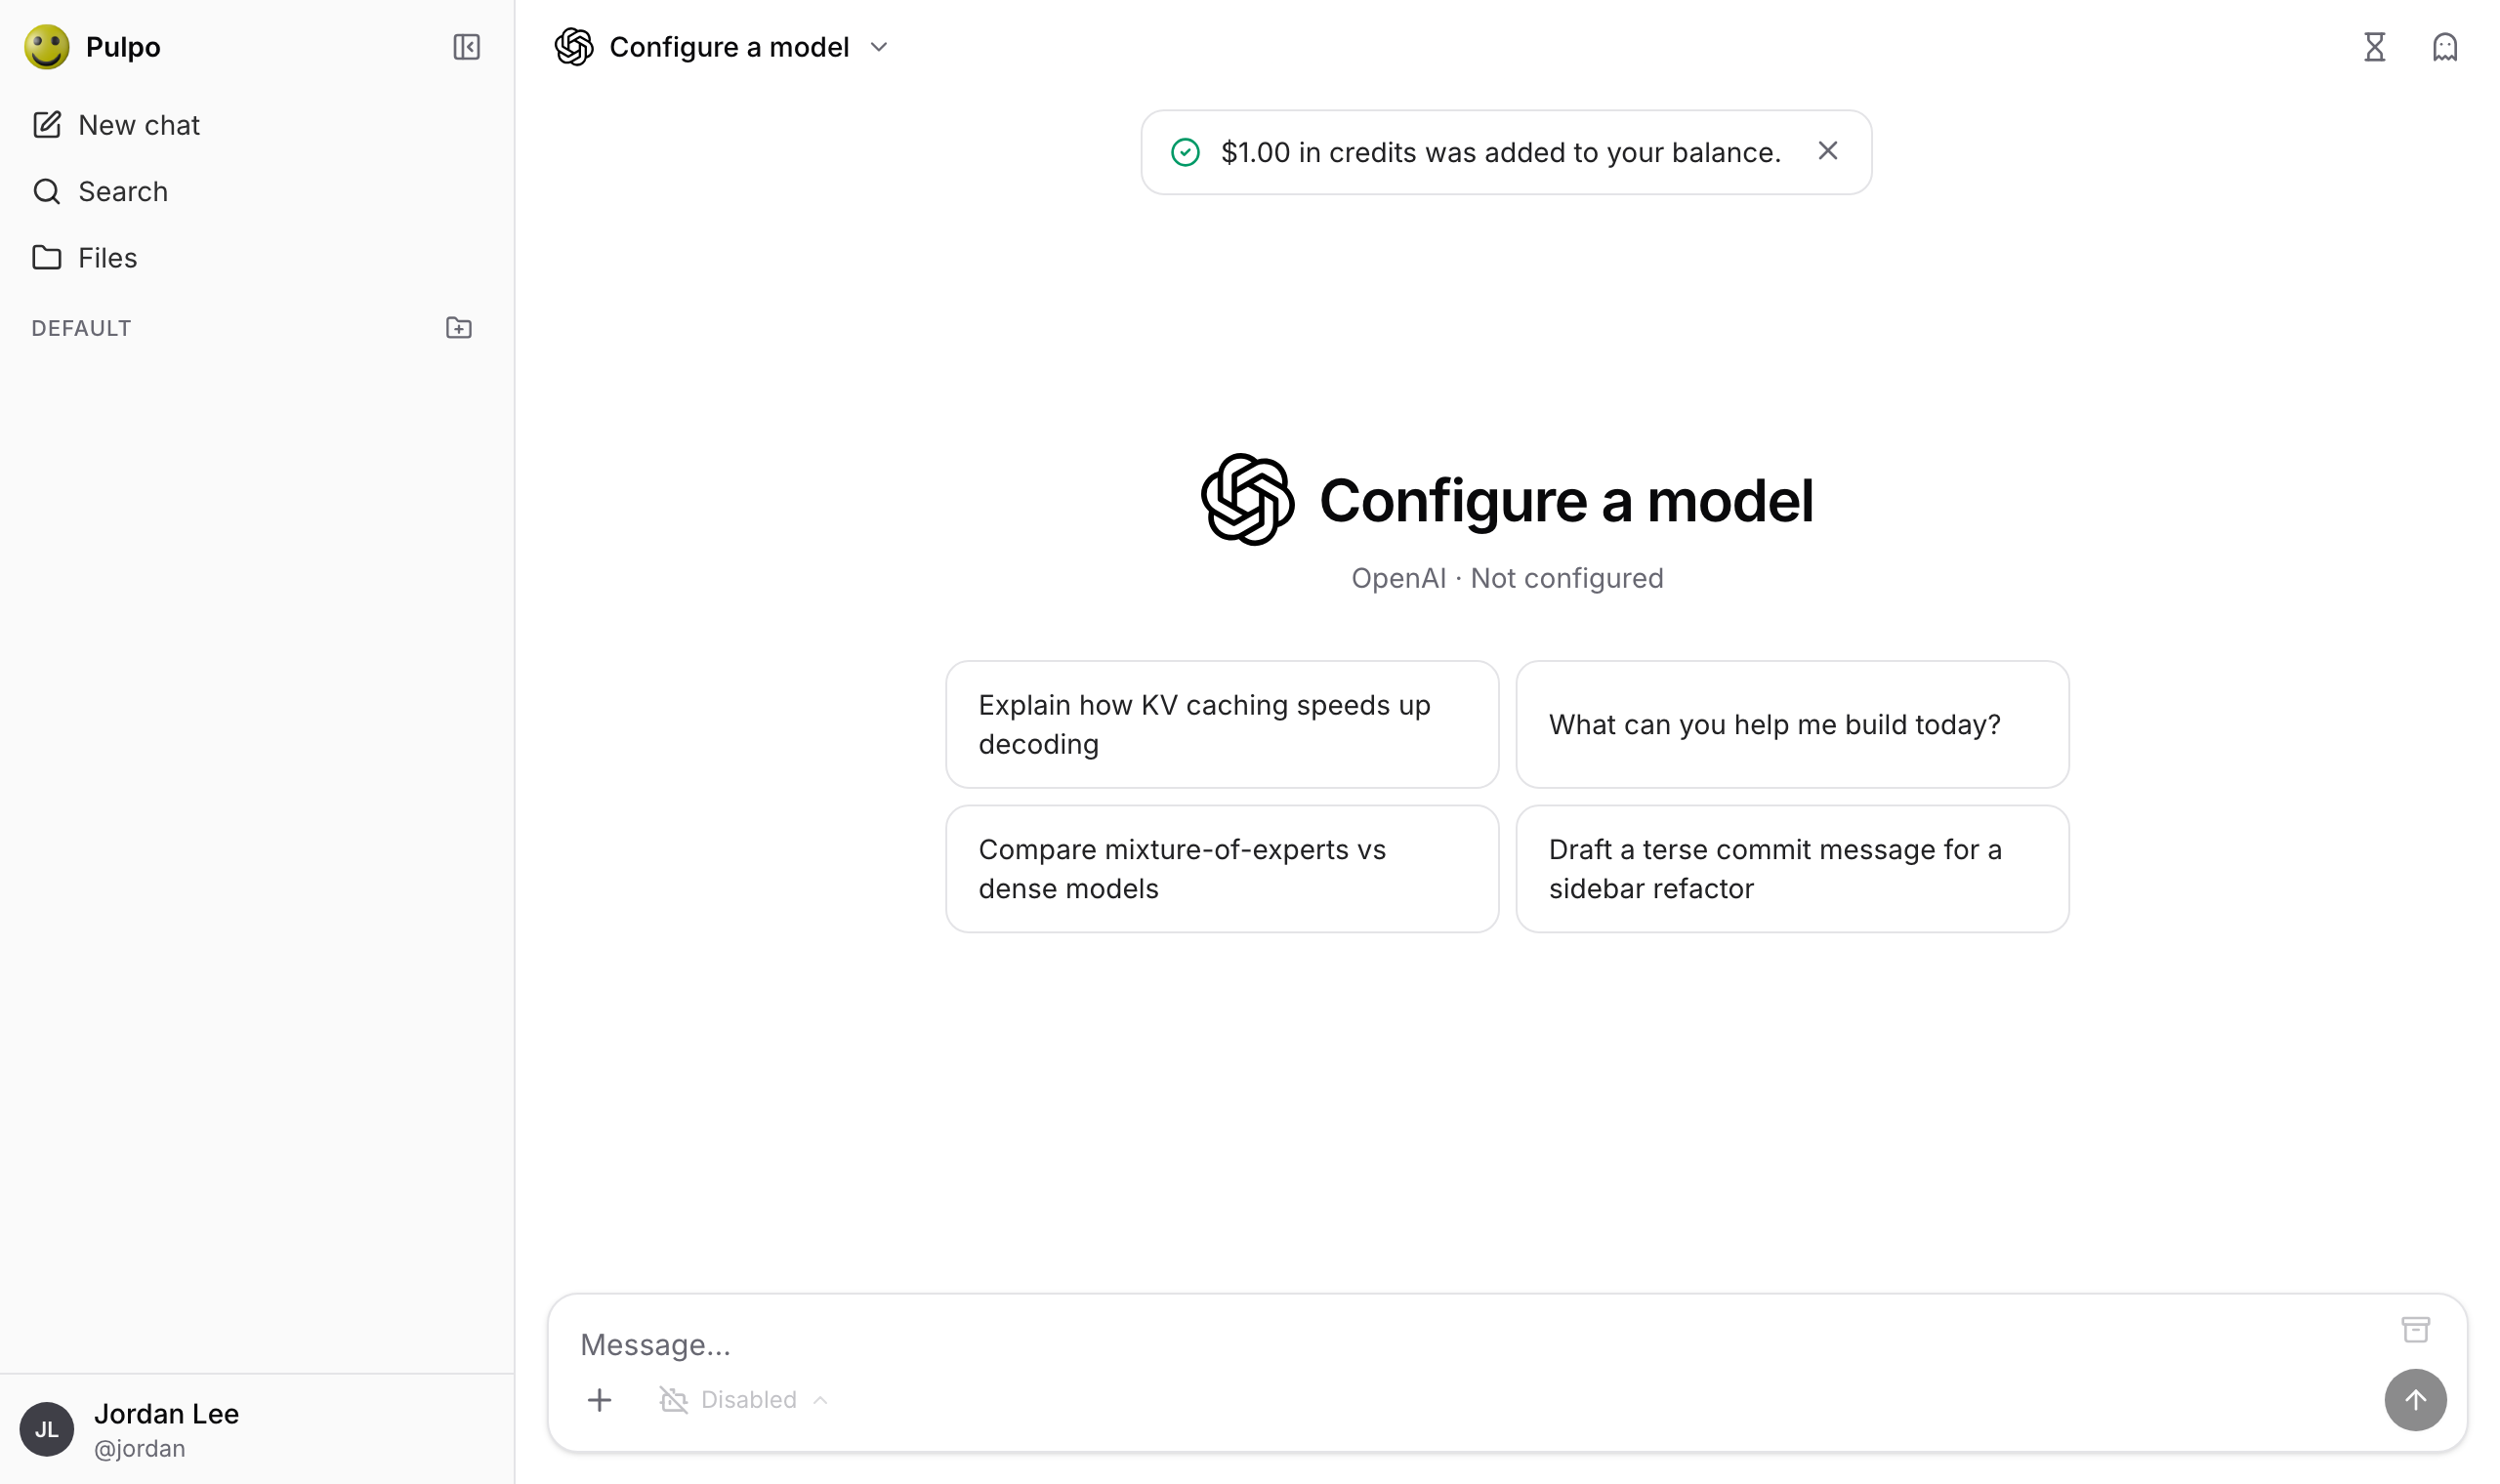 Pulpo
New chat
Search
Files
DEFAULT
Configure a model
$1.00 in credits was added to your balance.
Configure a model
OpenAI · Not configured
Explain how KV caching speeds up
decoding
What can you help me build today?
Compare mixture-of-experts vs
dense models
Draft a terse commit message for a
sidebar refactor
Message...
Disabled
JL
Jordan Lee
@jordan